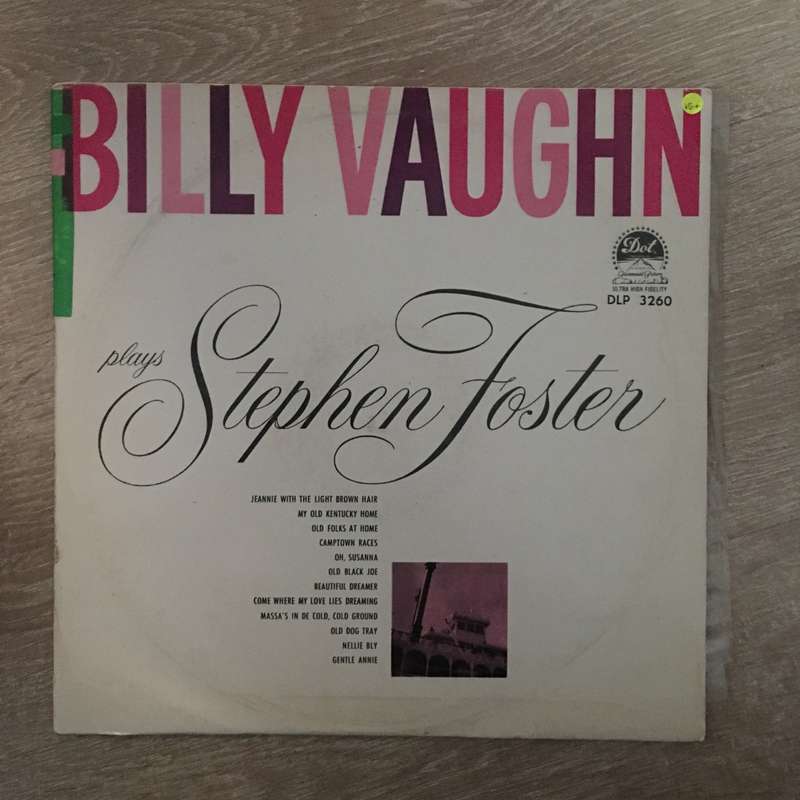 BILLY VAUGHN
VG+
Dot
ULTRA HIGH FIDELITY
DLP 3260
plays Stephen Foster
JEANNIE WITH THE LIGHT BROWN HAIR
MY OLD KENTUCKY HOME
OLD FOLKS AT HOME
CAMPTOWN RACES
OH, SUSANNA
OLD BLACK JOE
BEAUTIFUL DREAMER
COME WHERE MY LOVE LIES DREAMING
MASSA'S IN DE COLD, COLD GROUND
OLD DOG TRAY
NELLIE BLY
GENTLE ANNIE